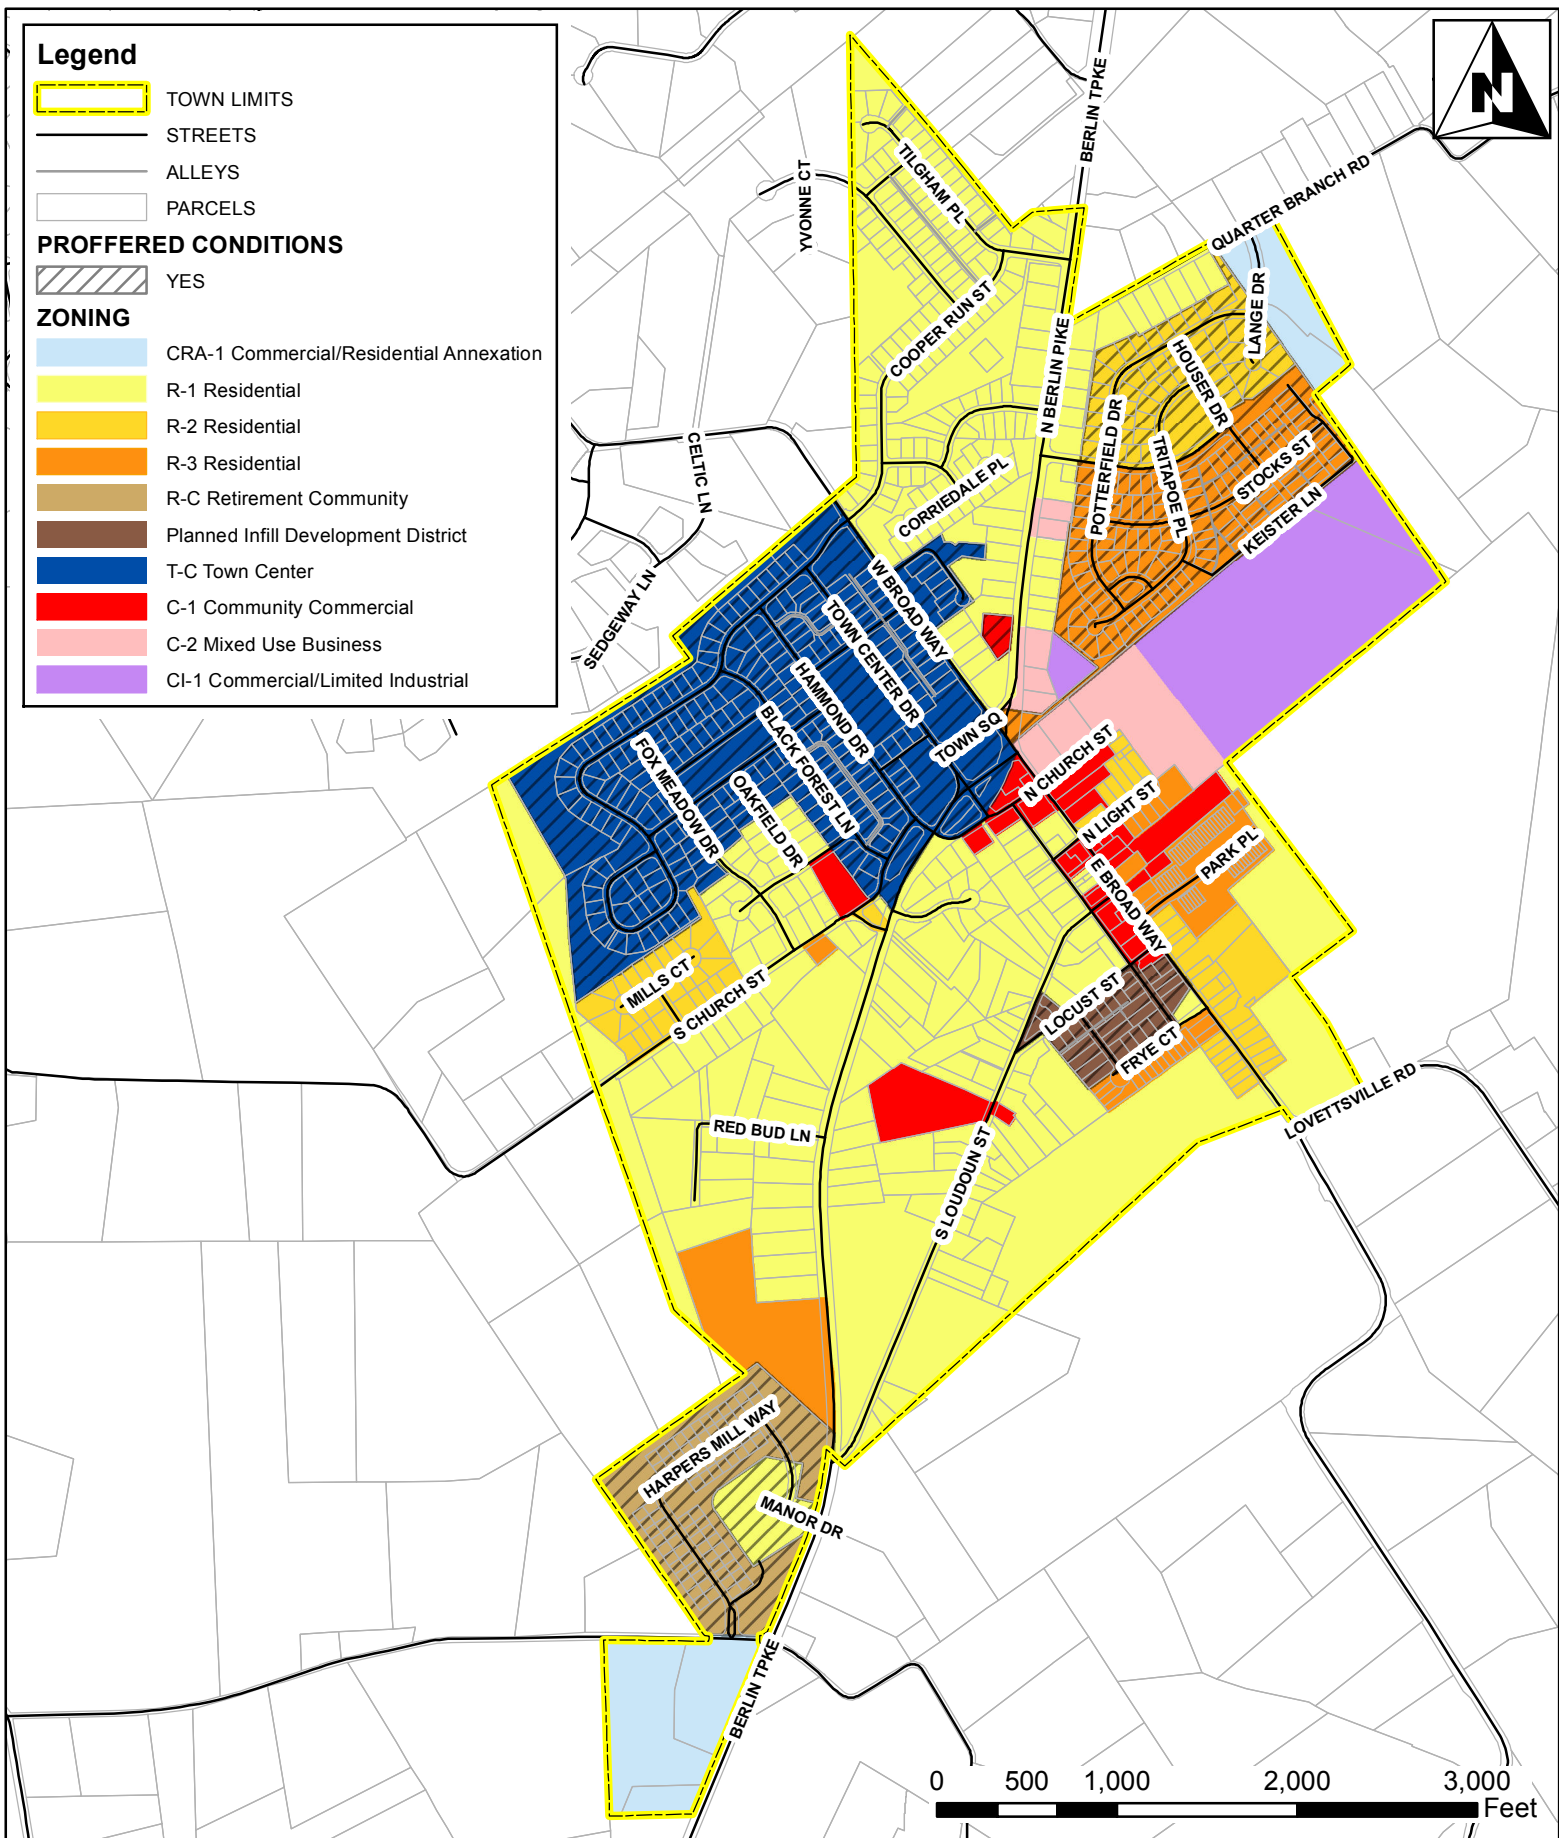 Legend
TOWN LIMITS
STREETS
ALLEYS
PARCELS
PROFFERED CONDITIONS
YES
ZONING
CRA-1 Commercial/Residential Annexation
R-1 Residential
R-2 Residential
R-3 Residential
R-C Retirement Community
Planned Infill Development District
T-C Town Center
C-1 Community Commercial
C-2 Mixed Use Business
CI-1 Commercial/Limited Industrial
N
BERLIN TPKE
TILGHAM PL
YVONNE CT
QUARTER BRANCH RD
COOPER RUN ST
LANGE DR
N BERLIN PIKE
HOUSER DR
POTTERFIELD DR
TRITAPOE PL
STOCKS ST
KEISTER LN
CELTIC LN
CORRIEDALE PL
SEDGEWAY LN
W BROAD WAY
TOWN CENTER DR
HAMMOND DR
BLACK FOREST LN
TOWN SQ
FOX MEADOW DR
OAKFIELD DR
N CHURCH ST
N LIGHT ST
PARK PL
E BROAD WAY
MILLS CT
S CHURCH ST
LOCUST ST
FRYE CT
LOVETTSVILLE RD
RED BUD LN
S LOUDOUN ST
HARPERS MILL WAY
MANOR DR
BERLIN TPKE
0 500 1,000 2,000 3,000
Feet